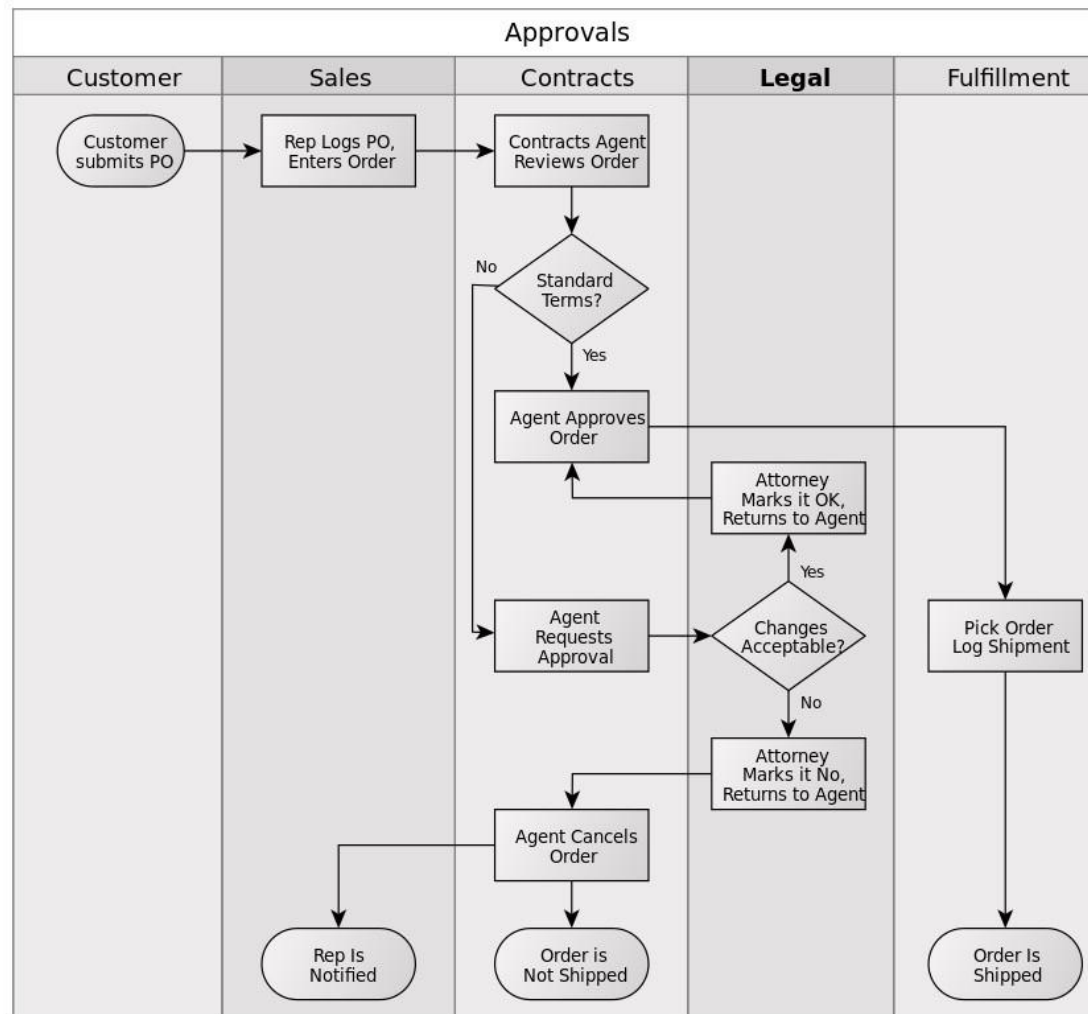 Approvals
Customer
Sales
Contracts
Legal
Fulfillment
Customer
submits PO
Rep Logs PO,
Enters Order
Contracts Agent
Reviews Order
No
Standard
Terms?
Yes
Agent Approves
Order
Attorney
Marks it OK,
Returns to Agent
Yes
Agent
Requests
Approval
Changes
Acceptable?
Pick Order
Log Shipment
No
Attorney
Marks it No,
Returns to Agent
Agent Cancels
Order
Rep Is
Notified
Order is
Not Shipped
Order Is
Shipped